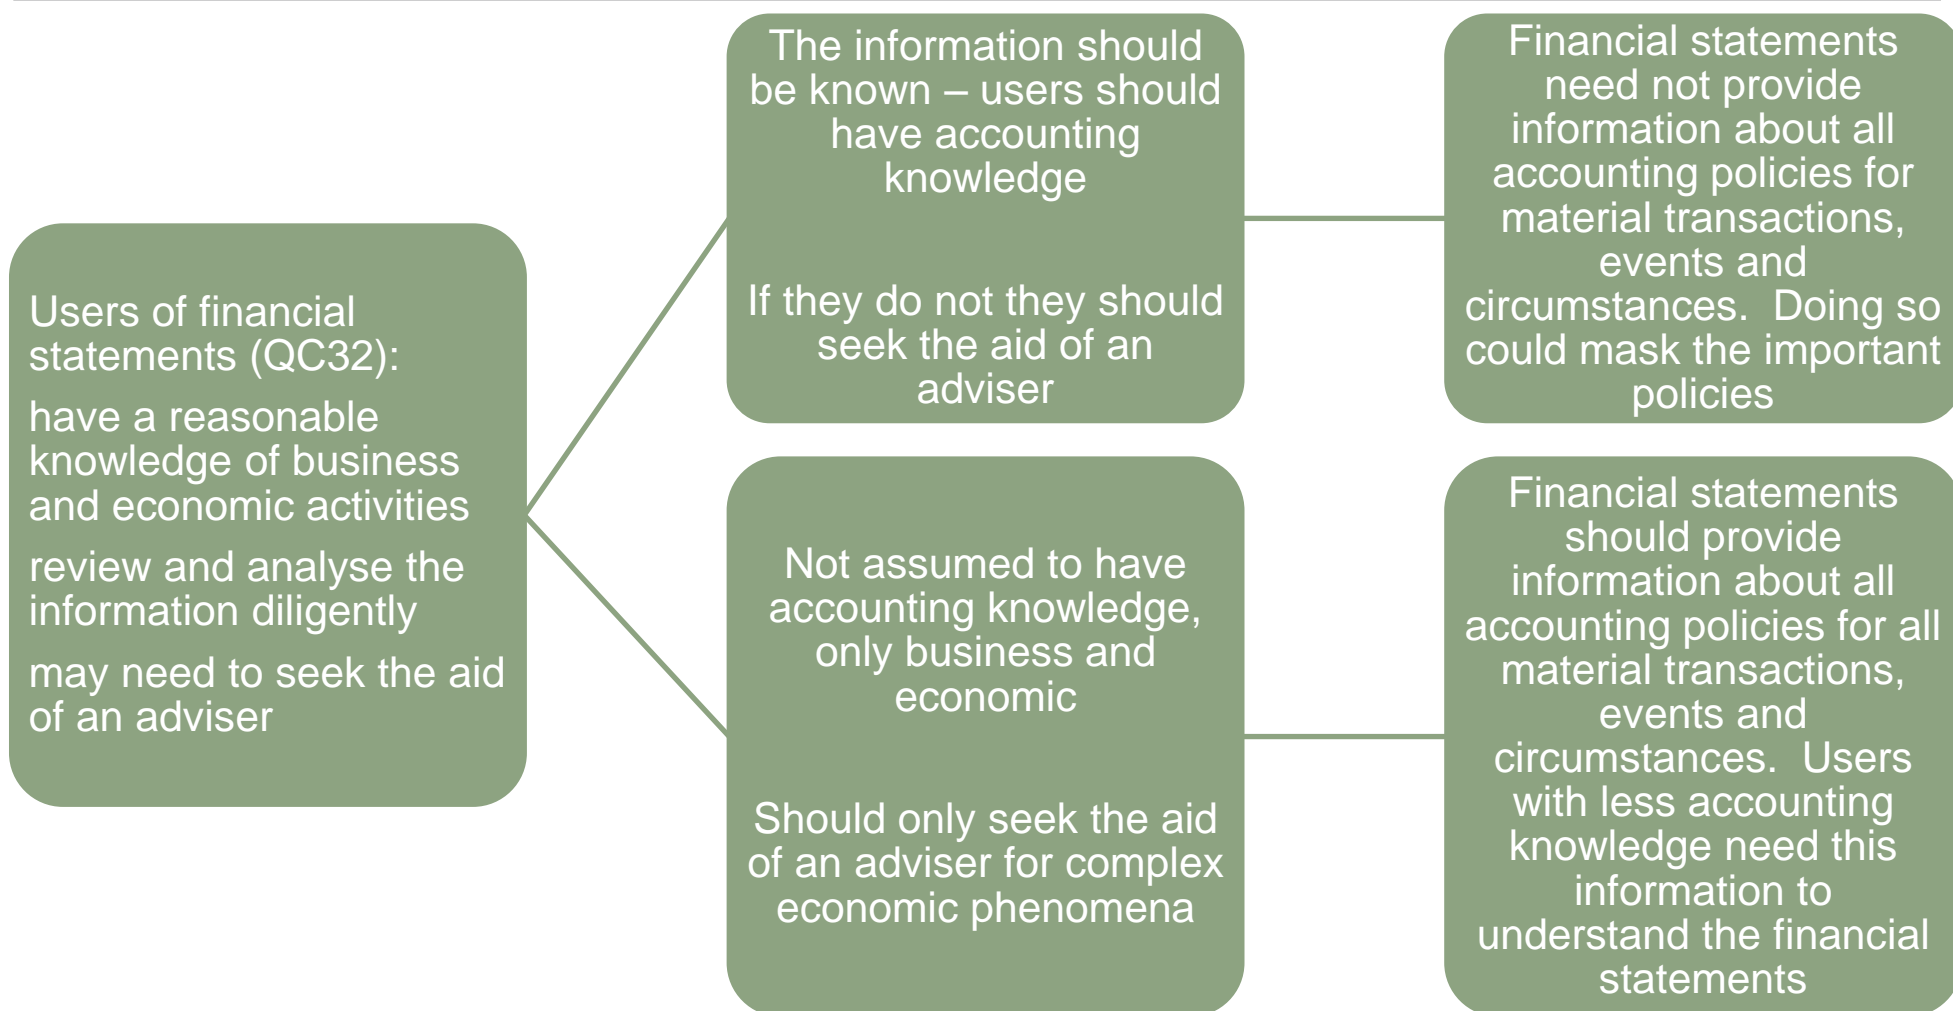 Users of financial
statements (QC32):
have a reasonable
knowledge of business
and economic activities
review and analyse the
information diligently
may need to seek the aid
of an adviser
The information should
be known – users should
have accounting
knowledge
If they do not they should
seek the aid of an
adviser
Financial statements
need not provide
information about all
accounting policies for
material transactions,
events and
circumstances.  Doing so
could mask the important
policies
Not assumed to have
accounting knowledge,
only business and
economic
Should only seek the aid
of an adviser for complex
economic phenomena
Financial statements
should provide
information about all
accounting policies for all
material transactions,
events and
circumstances.  Users
with less accounting
knowledge need this
information to
understand the financial
statements